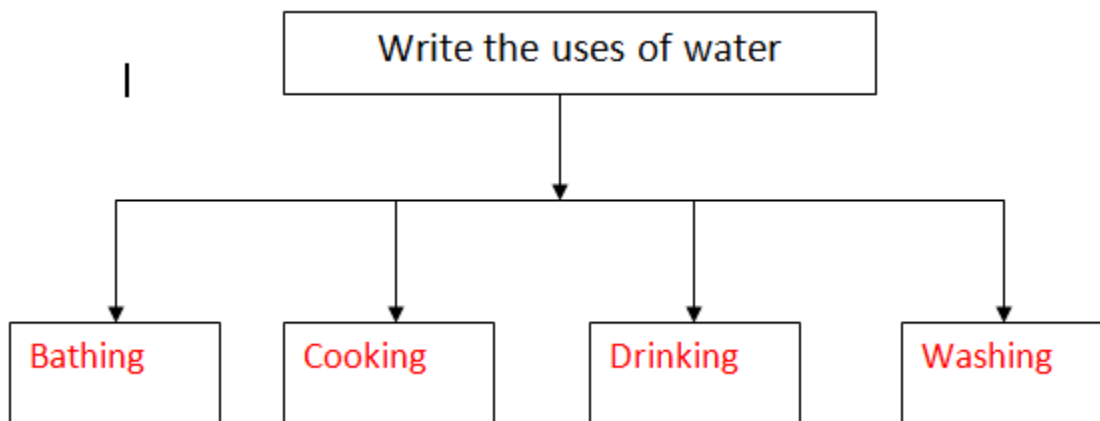 Write the uses of water
Bathing
Cooking
Drinking
Washing